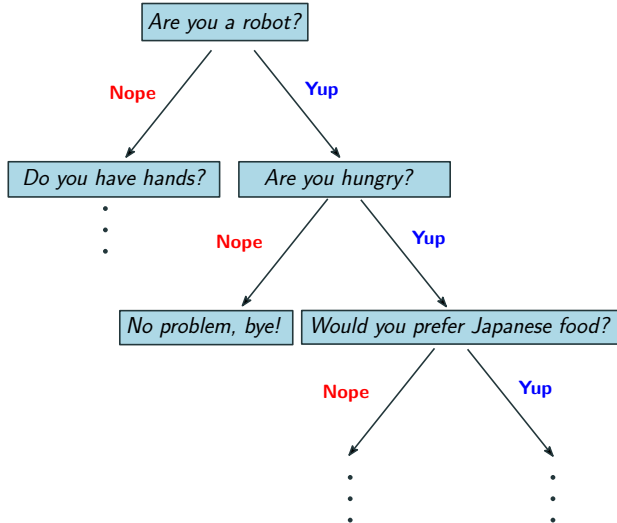 Are you a robot?
Nope
Yup
Do you have hands?
Are you hungry?
Nope
Yup
No problem, bye!
Would you prefer Japanese food?
Nope
Yup